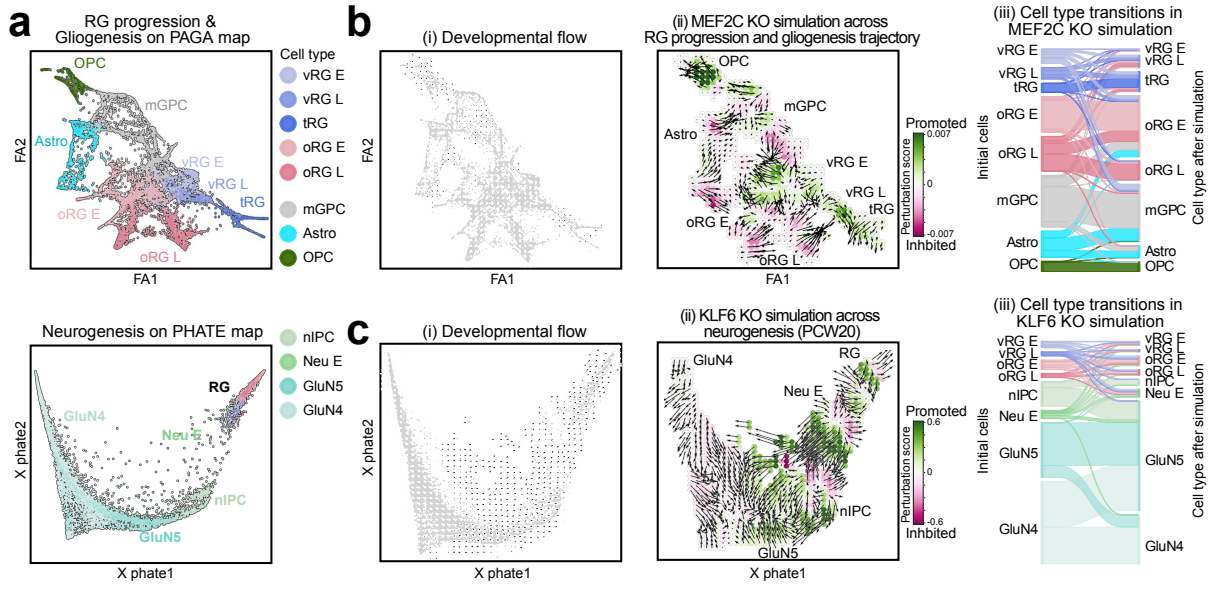 a
RG progression &
Gliogenesis on PAGA map
OPC
mGPC
Astro
vRG E
vRG L
tRG
oRG E
oRG L
FA2
FA1
Cell type
vRG E
vRG L
tRG
oRG E
oRG L
mGPC
Astro
OPC
Neurogenesis on PHATE map
RG
GluN4
Neu E
nIPC
GluN5
X phate2
X phate1
nIPC
Neu E
GluN5
GluN4
b
(i) Developmental flow
FA2
FA1
(ii) MEF2C KO simulation across
RG progression and gliogenesis trajectory
OPC
mGPC
Astro
vRG E
vRG L
tRG
oRG E
oRG L
Promoted
0.007
0
-0.007
Inhbited
Perturbation score
(iii) Cell type transitions in
MEF2C KO simulation
vRG E
vRG L
tRG
oRG E
oRG L
mGPC
Astro
OPC
Initial cells
vRG E
vRG L
tRG
oRG E
oRG L
mGPC
Astro
OPC
Cell type after simulation
c
(i) Developmental flow
X phate2
X phate1
(ii) KLF6 KO simulation across
neurogenesis (PCW20)
GluN4
RG
Neu E
nIPC
GluN5
X phate1
Promoted
0.6
0
-0.6
Inhbited
Perturbation score
(iii) Cell type transitions in
KLF6 KO simulation
vRG E
vRG L
oRG E
oRG L
nIPC
Neu E
GluN5
GluN4
Initial cells
vRG E
vRG L
oRG E
oRG L
nIPC
Neu E
GluN5
GluN4
Cell type after simulation